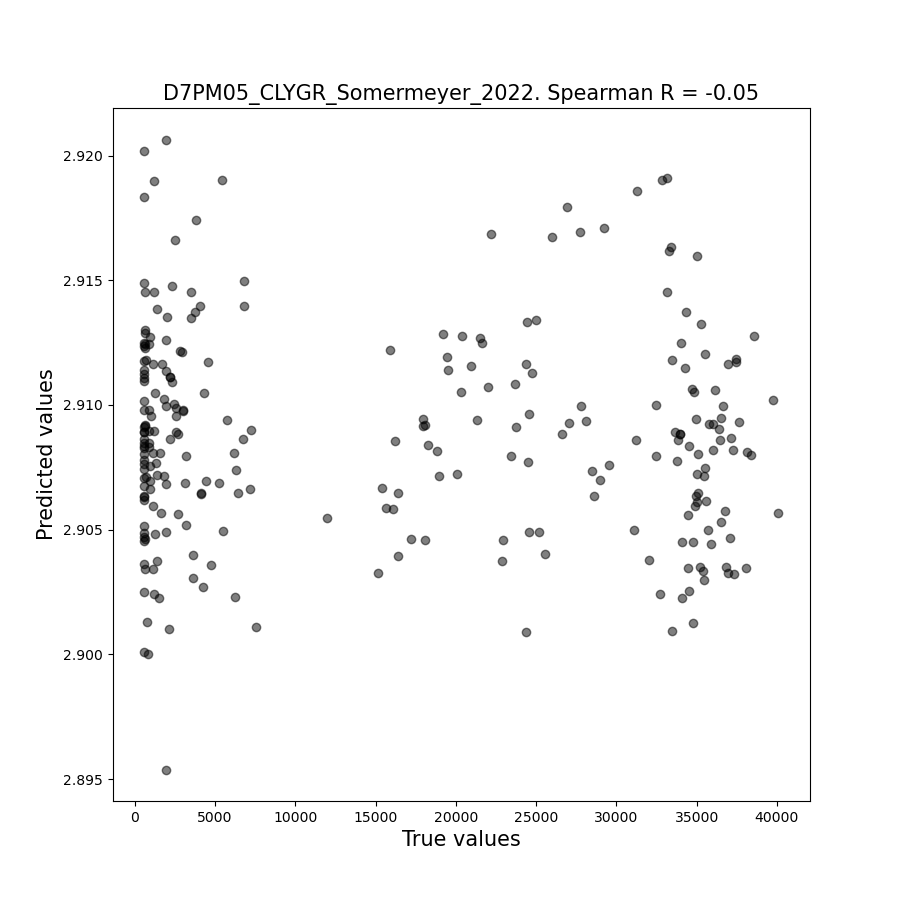 D7PM05_CLYGR_Somermeyer_2022. Spearman R = -0.05
2.920
2.915
2.910
2.905
2.900
2.895
Predicted values
0 5000 10000 15000 20000 25000 30000 35000 40000
True values